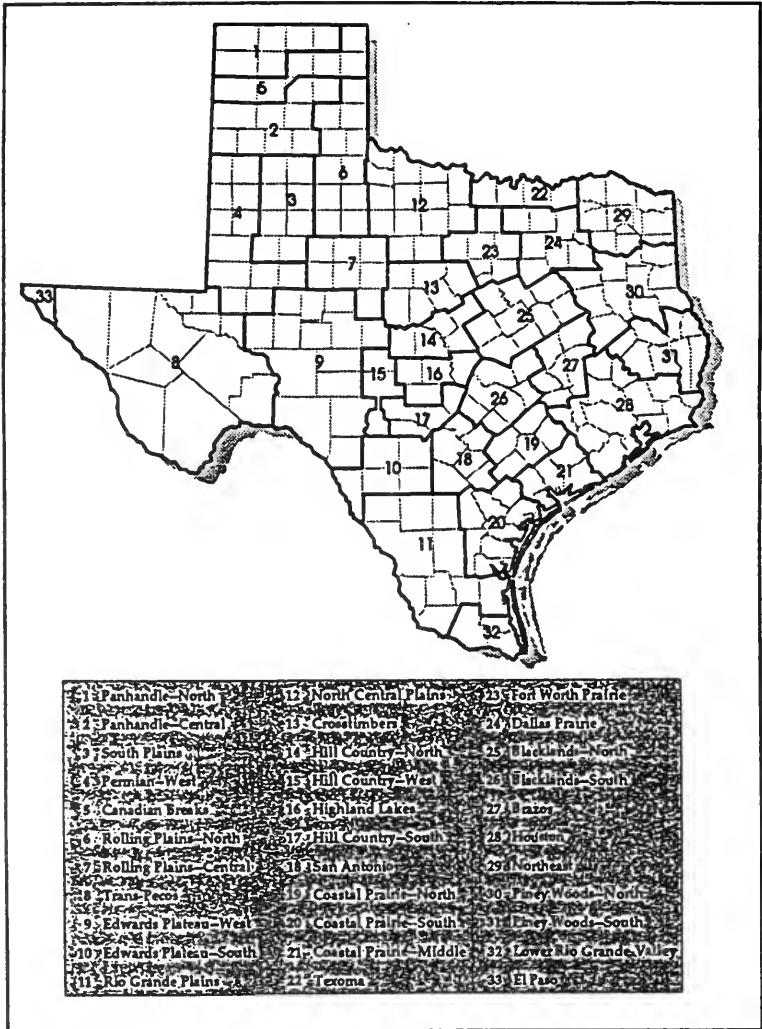 1
5
2
6
3
4
12
22
29
23
24
7
13
30
33
25
14
8
9
15
16
27
31
26
28
17
10
18
19
21
20
11
32
1 Panhandle—North
2 Panhandle—Central
3 South Plains
4 Permian—West
5 Canadian Breaks
6 Rolling Plains—North
7 Rolling Plains—Central
8 Trans-Pecos
9 Edwards Plateau—West
10 Edwards Plateau—South
11 Rio Grande Plains
12 North Central Plains
13 Crosstimbers
14 Hill Country—North
15 Hill Country—West
16 Highland Lakes
17 Hill Country—South
18 San Antonio
19 Coastal Prairie—North
20 Coastal Prairie—South
21 Coastal Prairie—Middle
22 Texoma
23 Fort Worth Prairie
24 Dallas Prairie
25 Blacklands—North
26 Blacklands—South
27 Brazos
28 Houston
29 Northeast
30 Piney Woods—North
31 Piney Woods—South
32 Lower Rio Grande Valley
33 El Paso